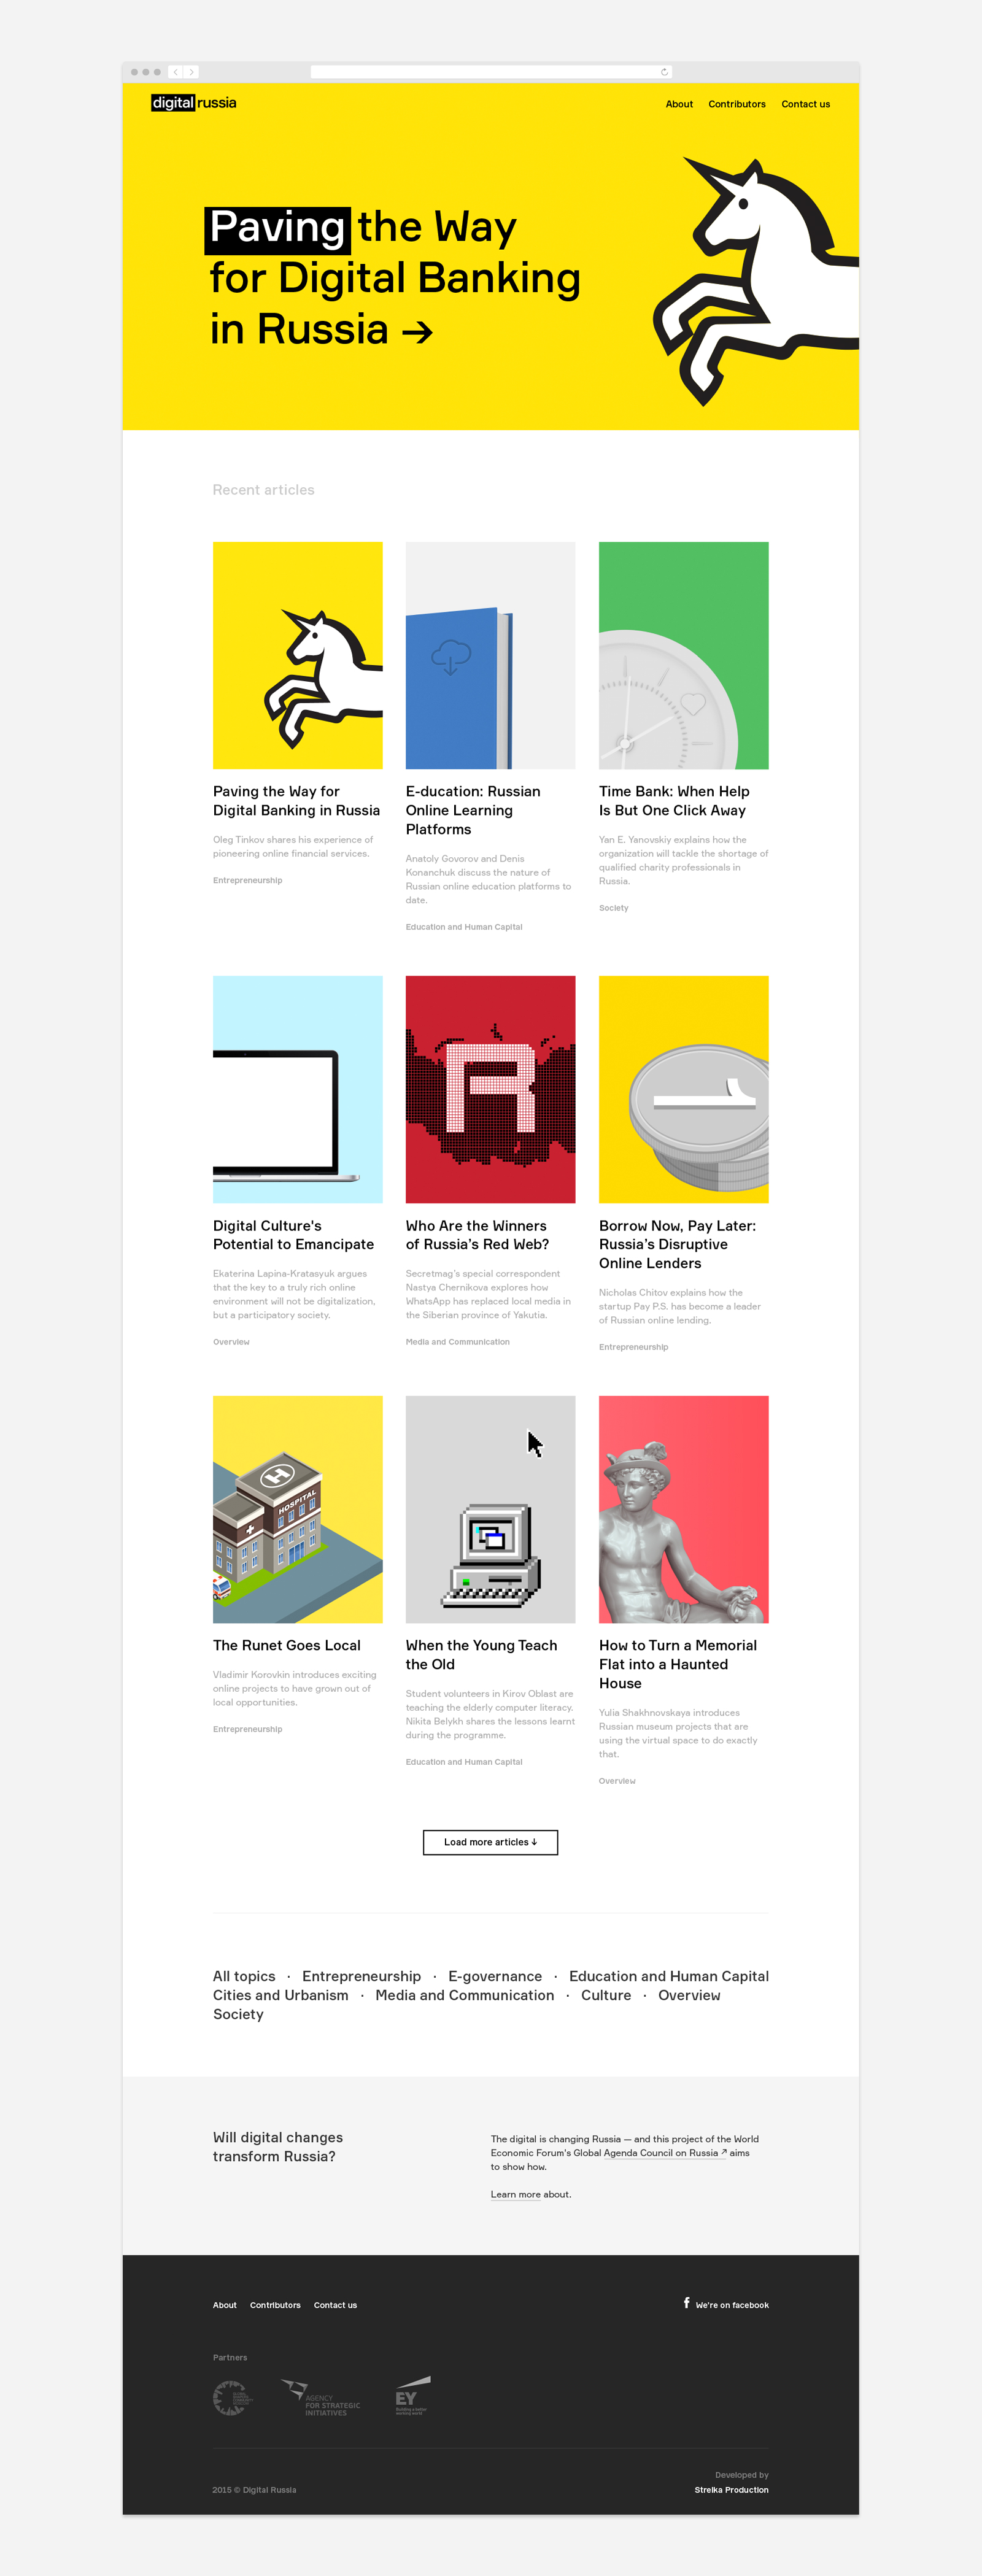 digital russia
About Contributors Contact us
Paving the Way
for Digital Banking
in Russia →
Recent articles
Paving the Way for
Digital Banking in Russia
Oleg Tinkov shares his experience of
pioneering online financial services.
Entrepreneurship
E-ducation: Russian
Online Learning
Platforms
Anatoly Govorov and Denis
Konanchuk discuss the nature of
Russian online education platforms to
date.
Education and Human Capital
Time Bank: When Help
Is But One Click Away
Yan E. Yanovskiy explains how the
organization will tackle the shortage of
qualified charity professionals in
Russia.
Society
Digital Culture's
Potential to Emancipate
Ekaterina Lapina-Kratasyuk argues
that the key to a truly rich online
environment will not be digitalization,
but a participatory society.
Overview
Who Are the Winners
of Russia's Red Web?
Secretmag's special correspondent
Nastya Chernikova explores how
WhatsApp has replaced local media in
the Siberian province of Yakutia.
Media and Communication
Borrow Now, Pay Later:
Russia's Disruptive
Online Lenders
Nicholas Chitov explains how the
startup Pay P.S. has become a leader
of Russian online lending.
Entrepreneurship
H
HOSPITAL
The Runet Goes Local
Vladimir Korovkin introduces exciting
online projects to have grown out of
local opportunities.
Entrepreneurship
When the Young Teach
the Old
Student volunteers in Kirov Oblast are
teaching the elderly computer literacy.
Nikita Belykh shares the lessons learnt
during the programme.
Education and Human Capital
How to Turn a Memorial
Flat into a Haunted
House
Yulia Shakhnovskaya introduces
Russian museum projects that are
using the virtual space to do exactly
that.
Overview
Load more articles ↓
All topics · Entrepreneurship · E-governance · Education and Human Capital
Cities and Urbanism · Media and Communication · Culture · Overview
Society
Will digital changes
transform Russia?
The digital is changing Russia — and this project of the World
Economic Forum's Global Agenda Council on Russia ↗ aims
to show how.
Learn more about.
About Contributors Contact us
f We're on facebook
Partners
AGENCY
FOR STRATEGIC
INITIATIVES
EY
Building a better
working world
Developed by
2015 © Digital Russia
Strelka Production